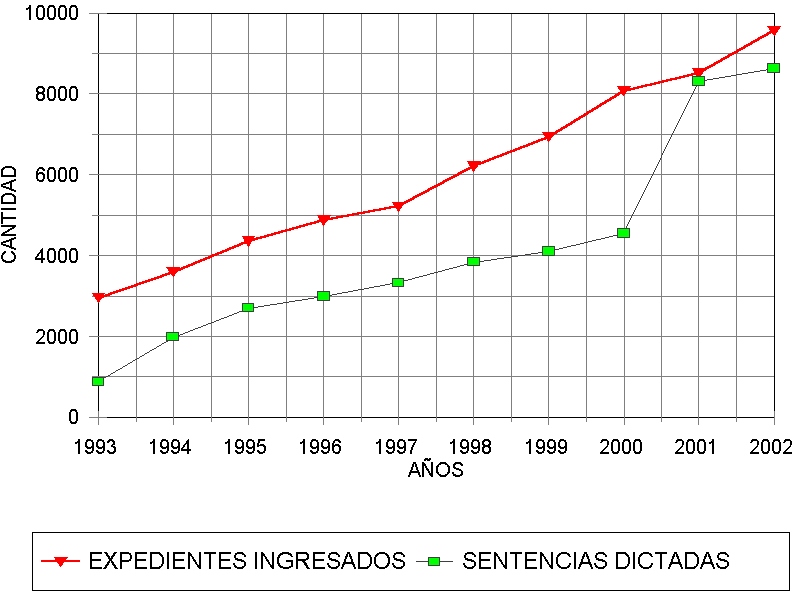 10000
8000
6000
4000
2000
0
CANTIDAD
1993 1994 1995 1996 1997 1998 1999 2000 2001 2002
AÑOS
EXPEDIENTES INGRESADOS SENTENCIAS DICTADAS